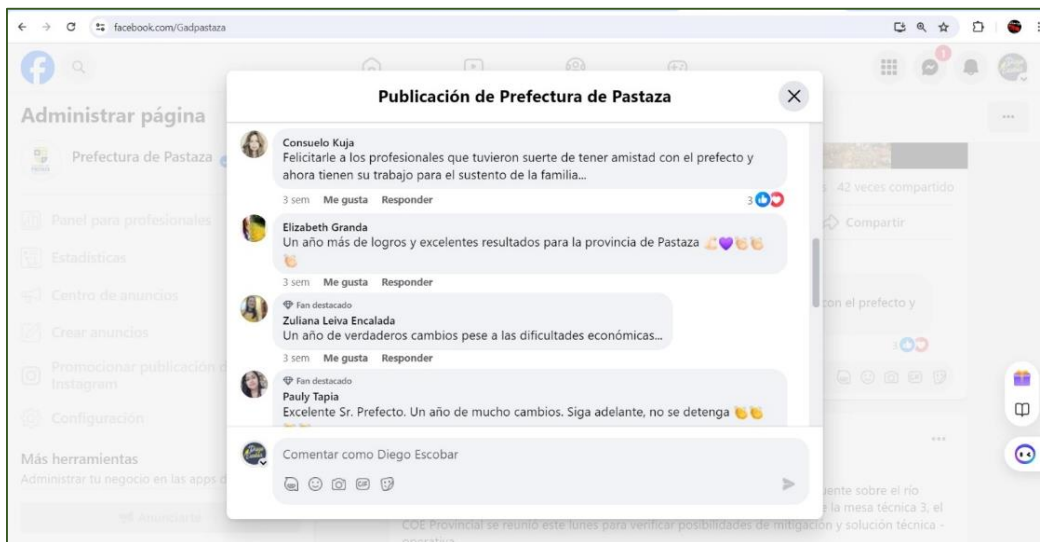 facebook.com/Gadpastaza
1
Administrar página
Prefectura de Pastaza
Panel para profesionales
Estadísticas
Centro de anuncios
Crear anuncios
Promocionar publicación d
Instagram
Configuración
Más herramientas
Administrar tu negocio en las apps d
Anunciarte
Publicación de Prefectura de Pastaza
Consuelo Kuja
Felicitarle a los profesionales que tuvieron suerte de tener amistad con el prefecto y
ahora tienen su trabajo para el sustento de la familia...
3 sem Me gusta Responder
3
Elizabeth Granda
Un año más de logros y excelentes resultados para la provincia de Pastaza
3 sem Me gusta Responder
Fan destacado
Zuliana Leiva Encalada
Un año de verdaderos cambios pese a las dificultades económicas...
3 sem Me gusta Responder
Fan destacado
Pauly Tapia
Excelente Sr. Prefecto. Un año de mucho cambios. Siga adelante, no se detenga
Comentar como Diego Escobar
GIF
42 veces compartido
Compartir
con el prefecto y
3
uente sobre el río
e la mesa técnica 3, el
COE Provincial se reunió este lunes para verificar posibilidades de mitigación y solución técnica -
operativa